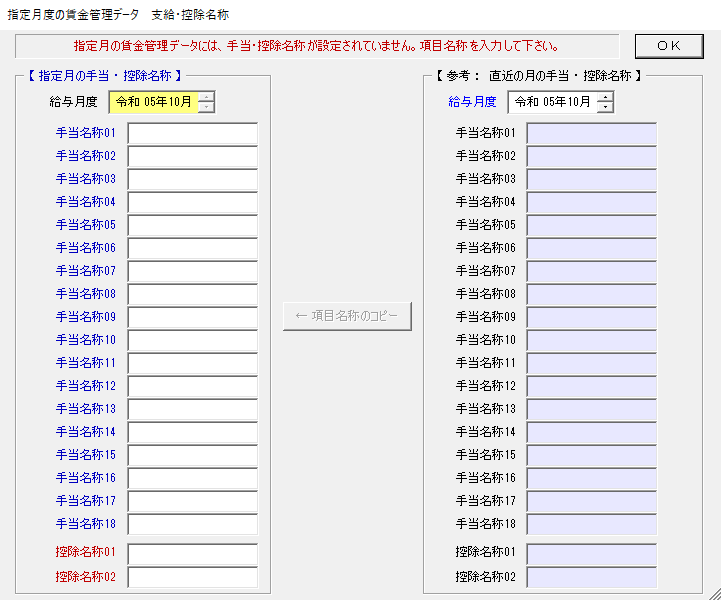 指定月度の賃金管理データ　支給・控除名称
指定月の賃金管理データには、手当・控除名称が設定されていません。項目名称を入力して下さい。
ＯＫ
【 指定月の手当・控除名称 】
給与月度 令和 05年10月
手当名称01
手当名称02
手当名称03
手当名称04
手当名称05
手当名称06
手当名称07
手当名称08
手当名称09
手当名称10
手当名称11
手当名称12
手当名称13
手当名称14
手当名称15
手当名称16
手当名称17
手当名称18
控除名称01
控除名称02
← 項目名称のコピー
【 参考： 直近の月の手当・控除名称 】
給与月度 令和 05年10月
手当名称01
手当名称02
手当名称03
手当名称04
手当名称05
手当名称06
手当名称07
手当名称08
手当名称09
手当名称10
手当名称11
手当名称12
手当名称13
手当名称14
手当名称15
手当名称16
手当名称17
手当名称18
控除名称01
控除名称02